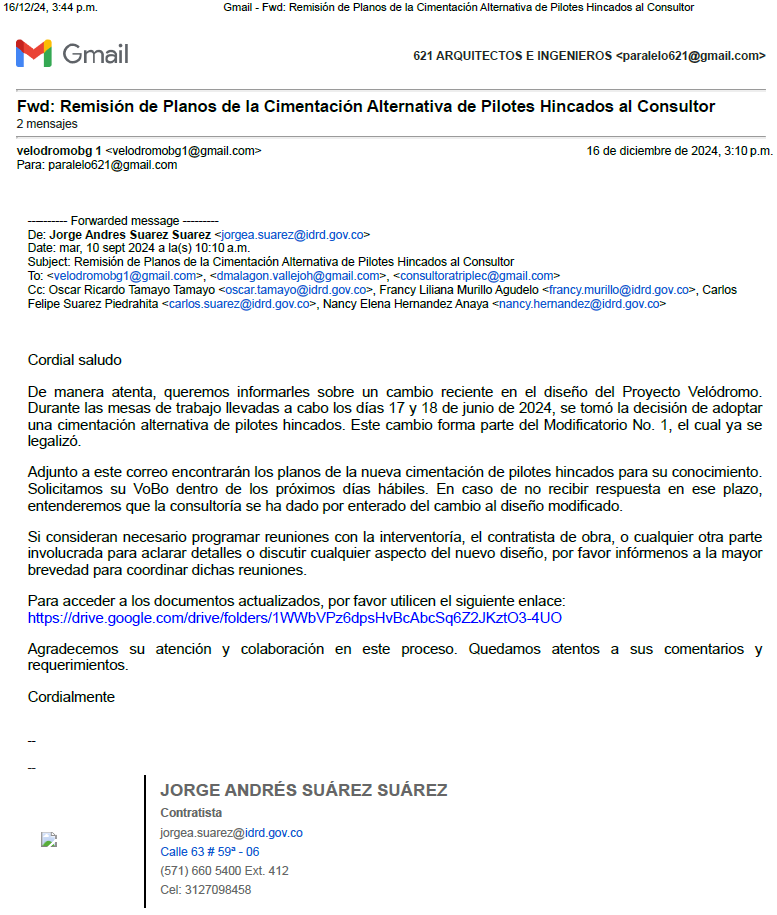 16/12/24, 3:44 p.m.
Gmail - Fwd: Remisión de Planos de la Cimentación Alternativa de Pilotes Hincados al Consultor
Gmail
621 ARQUITECTOS E INGENIEROS <paralelo621@gmail.com>
Fwd: Remisión de Planos de la Cimentación Alternativa de Pilotes Hincados al Consultor
2 mensajes
velodromobg 1 <velodromobg1@gmail.com>
16 de diciembre de 2024, 3:10 p.m.
Para: paralelo621@gmail.com
---------- Forwarded message ---------
De: Jorge Andres Suarez Suarez <jorgea.suarez@idrd.gov.co>
Date: mar, 10 sept 2024 a la(s) 10:10 a.m.
Subject: Remisión de Planos de la Cimentación Alternativa de Pilotes Hincados al Consultor
To: <velodromobg1@gmail.com>, <dmalagon.vallejoh@gmail.com>, <consultoratriplec@gmail.com>
Cc: Oscar Ricardo Tamayo Tamayo <oscar.tamayo@idrd.gov.co>, Francy Liliana Murillo Agudelo <francy.murillo@idrd.gov.co>, Carlos
Felipe Suarez Piedrahita <carlos.suarez@idrd.gov.co>, Nancy Elena Hernandez Anaya <nancy.hernandez@idrd.gov.co>
Cordial saludo
De manera atenta, queremos informarles sobre un cambio reciente en el diseño del Proyecto Velódromo.
Durante las mesas de trabajo llevadas a cabo los días 17 y 18 de junio de 2024, se tomó la decisión de adoptar
una cimentación alternativa de pilotes hincados. Este cambio forma parte del Modificatorio No. 1, el cual ya se
legalizó.
Adjunto a este correo encontrarán los planos de la nueva cimentación de pilotes hincados para su conocimiento.
Solicitamos su VoBo dentro de los próximos días hábiles. En caso de no recibir respuesta en ese plazo,
entenderemos que la consultoría se ha dado por enterado del cambio al diseño modificado.
Si consideran necesario programar reuniones con la interventoría, el contratista de obra, o cualquier otra parte
involucrada para aclarar detalles o discutir cualquier aspecto del nuevo diseño, por favor infórmenos a la mayor
brevedad para coordinar dichas reuniones.
Para acceder a los documentos actualizados, por favor utilicen el siguiente enlace:
https://drive.google.com/drive/folders/1WWbVPz6dpsHvBcAbcSq6Z2JKztO3-4UO
Agradecemos su atención y colaboración en este proceso. Quedamos atentos a sus comentarios y
requerimientos.
Cordialmente
--
--
JORGE ANDRÉS SUÁREZ SUÁREZ
Contratista
jorgea.suarez@idrd.gov.co
Calle 63 # 59ª - 06
(571) 660 5400 Ext. 412
Cel: 3127098458